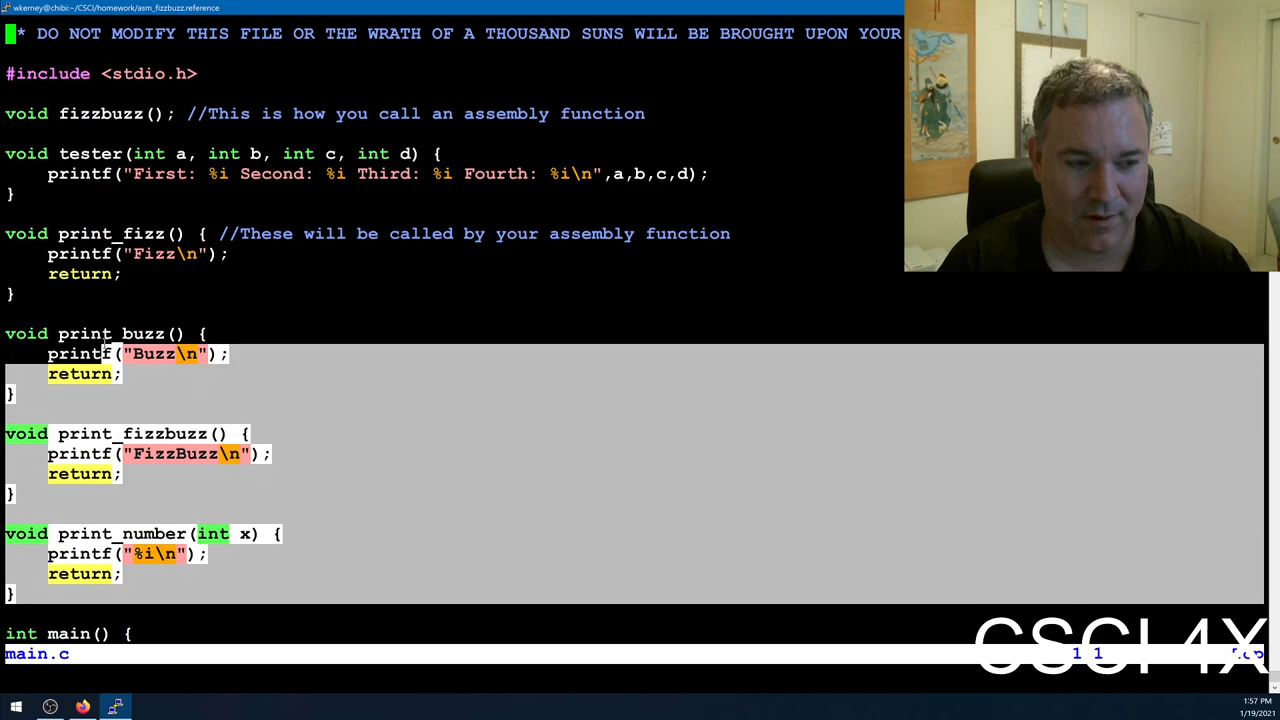 wkerney@chibi:~/CSCI/homework/asm_fizzbuzz.reference
* DO NOT MODIFY THIS FILE OR THE WRATH OF A THOUSAND SUNS WILL BE BROUGHT UPON YOUR
#include <stdio.h>
void fizzbuzz(); //This is how you call an assembly function
void tester(int a, int b, int c, int d) {
printf("First: %i Second: %i Third: %i Fourth: %i\n",a,b,c,d);
}
void print_fizz() { //These will be called by your assembly function
printf("Fizz\n");
return;
}
void print_buzz() {
printf("Buzz\n");
return;
}
void print_fizzbuzz() {
printf("FizzBuzz\n");
return;
}
void print_number(int x) {
printf("%i\n");
return;
}
int main() {
main.c
1 1
Top
CSCI 4X
1:57 PM
1/19/2021